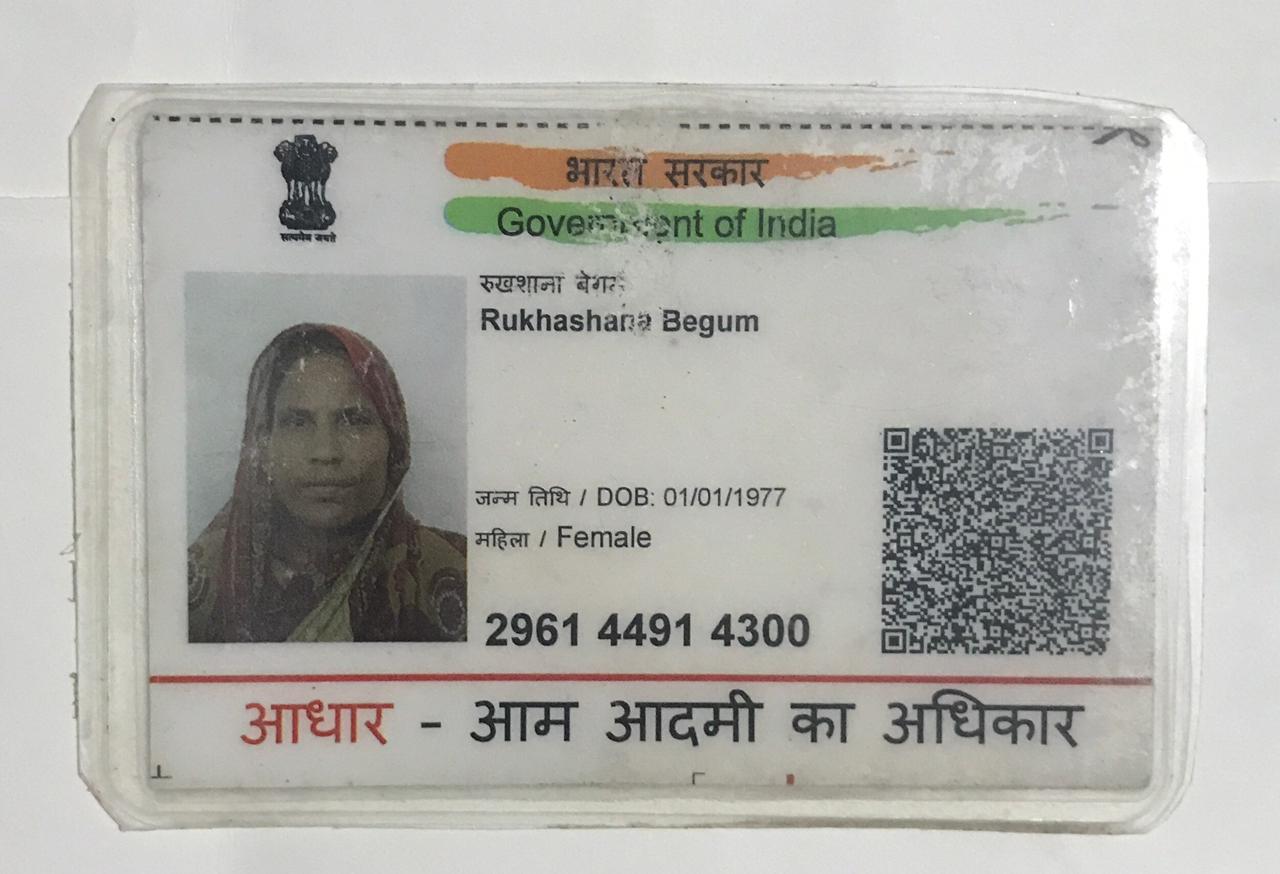 सत्यमेव जयते
भारत सरकार
Government of India
रुखशाना
Rukhashana Begum
जन्म तिथि / DOB: 01/01/1977
महिला / Female
2961 4491 4300
आधार - आम आदमी का अधिकार